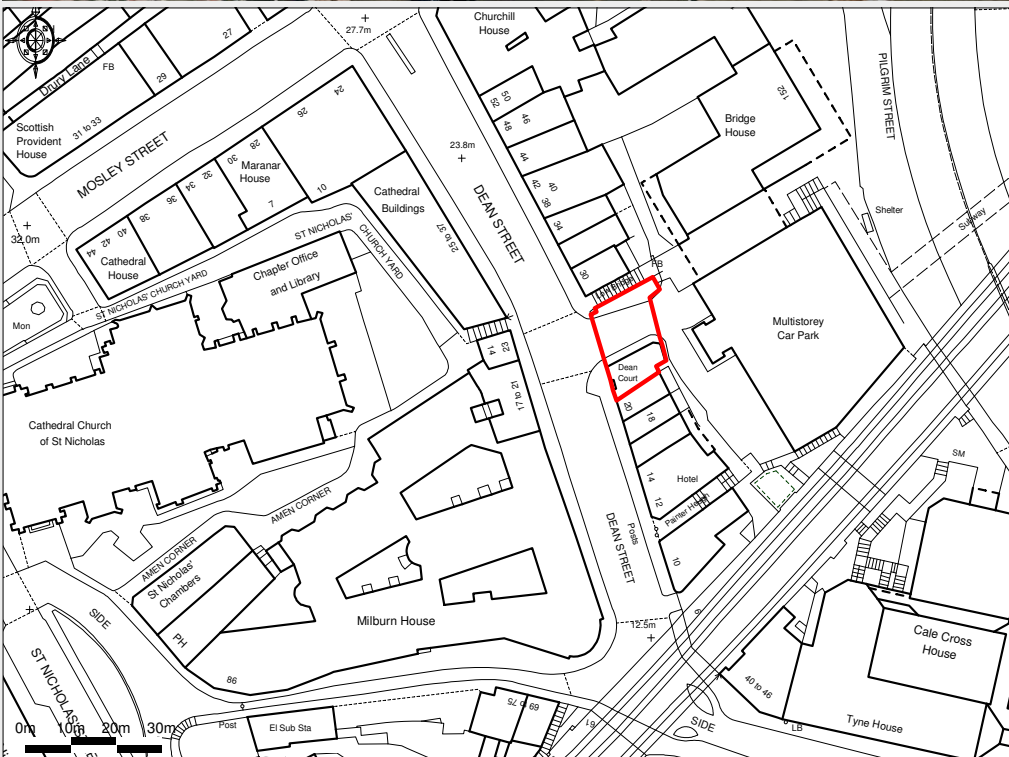 Churchill
House
27.7m
27
Drury Lane
FB
29
31 to 33
Scottish
Provident
House
MOSLEY STREET
24
26
28
30
32
34
36
38
40
42
44
Maranar
House
7
10
Cathedral
House
32.0m
Mon
ST NICHOLAS' CHURCH YARD
ST NICHOLAS'
CHURCH YARD
Chapter Office
and Library
Cathedral
Buildings
25 to 37
23.8m
DEAN STREET
52
50
48
46
44
42
40
38
34
30
FB
152
Bridge
House
PILGRIM STREET
Shelter
Subway
Multistorey
Car Park
Dean
Court
20
18
14
12
Hotel
Painter Heugh
10
Posts
DEAN STREET
14
23
17 to 21
Cathedral Church
of St Nicholas
AMEN CORNER
AMEN CORNER
St Nicholas'
Chambers
PH
Milburn House
86
SIDE
12.5m
9
SM
Cale Cross
House
Tyne House
40 to 46
LB
SIDE
61
69 to 75
El Sub Sta
Post
0m 10m 20m 30m